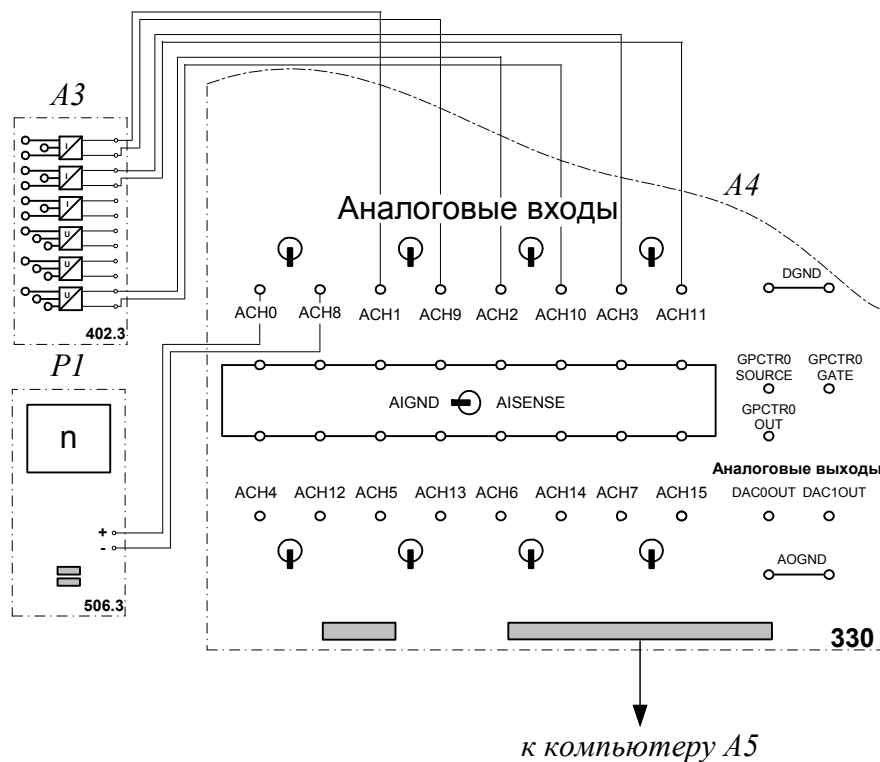 A3
I
I
I
U
U
U
402.3
P1
n
+
-
506.3
A4
Аналоговые входы
DGND
ACH0 ACH8 ACH1 ACH9 ACH2 ACH10 ACH3 ACH11
GPCTR0 SOURCE
GPCTR0 GATE
AIGND AISENSE
GPCTR0 OUT
Аналоговые выходы
ACH4 ACH12 ACH5 ACH13 ACH6 ACH14 ACH7 ACH15 DAC0OUT DAC1OUT
AOGND
330
к компьютеру A5